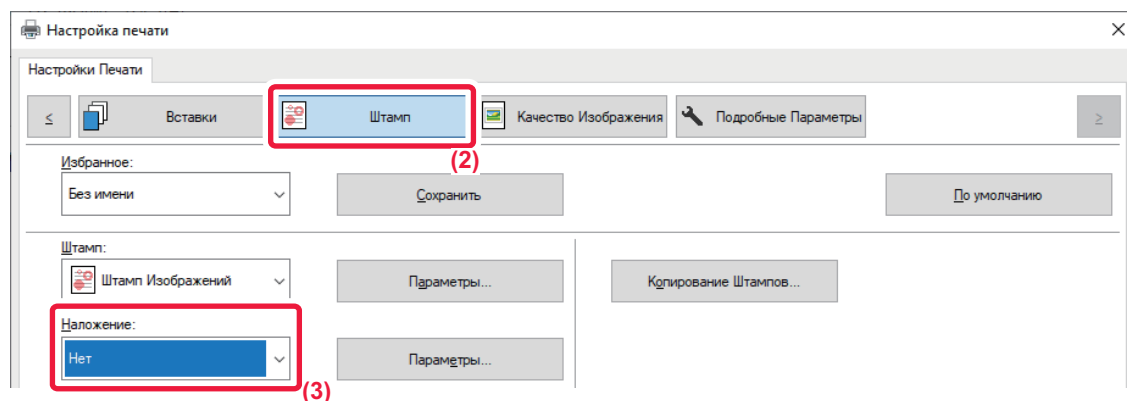 Настройка печати
Настройки Печати
< Вставки Штамп Качество Изображения Подробные Параметры >
(2)
Избранное:
Без имени Сохранить По умолчанию
Штамп:
Штамп Изображений Параметры... Копирование Штампов...
Наложение:
Нет Параметры...
(3)